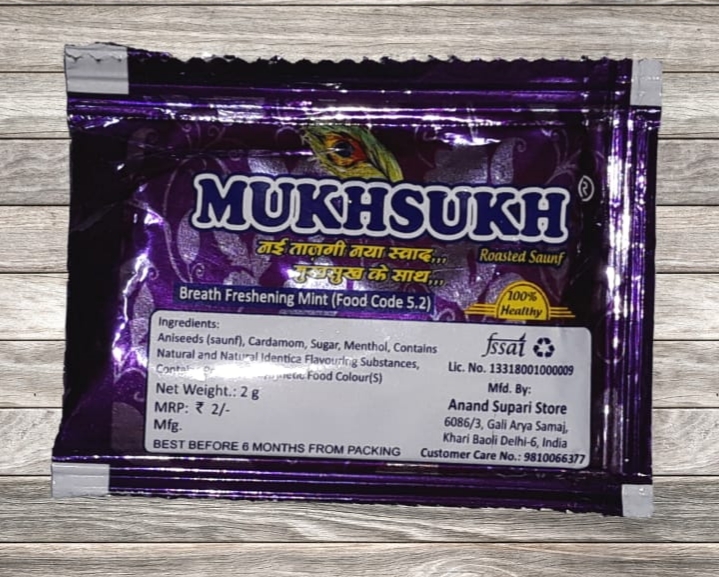 MUKHSUKH ®
नई ताजगी नया स्वाद,,,
Roasted Saunf
मुखसुख के साथ,,,
Breath Freshening Mint (Food Code 5.2)
100%
Healthy
Ingredients:
Aniseeds (saunf), Cardamom, Sugar, Menthol, Contains
Natural and Natural Identica Flavouring Substances,
Food Colour(S)
Net Weight.: 2 g
MRP: ₹ 2/-
Mfg.
BEST BEFORE 6 MONTHS FROM PACKING
fssai
Lic. No. 13318001000009
Mfd. By:
Anand Supari Store
6086/3, Gali Arya Samaj,
Khari Baoli Delhi-6, India
Customer Care No.: 9810066377